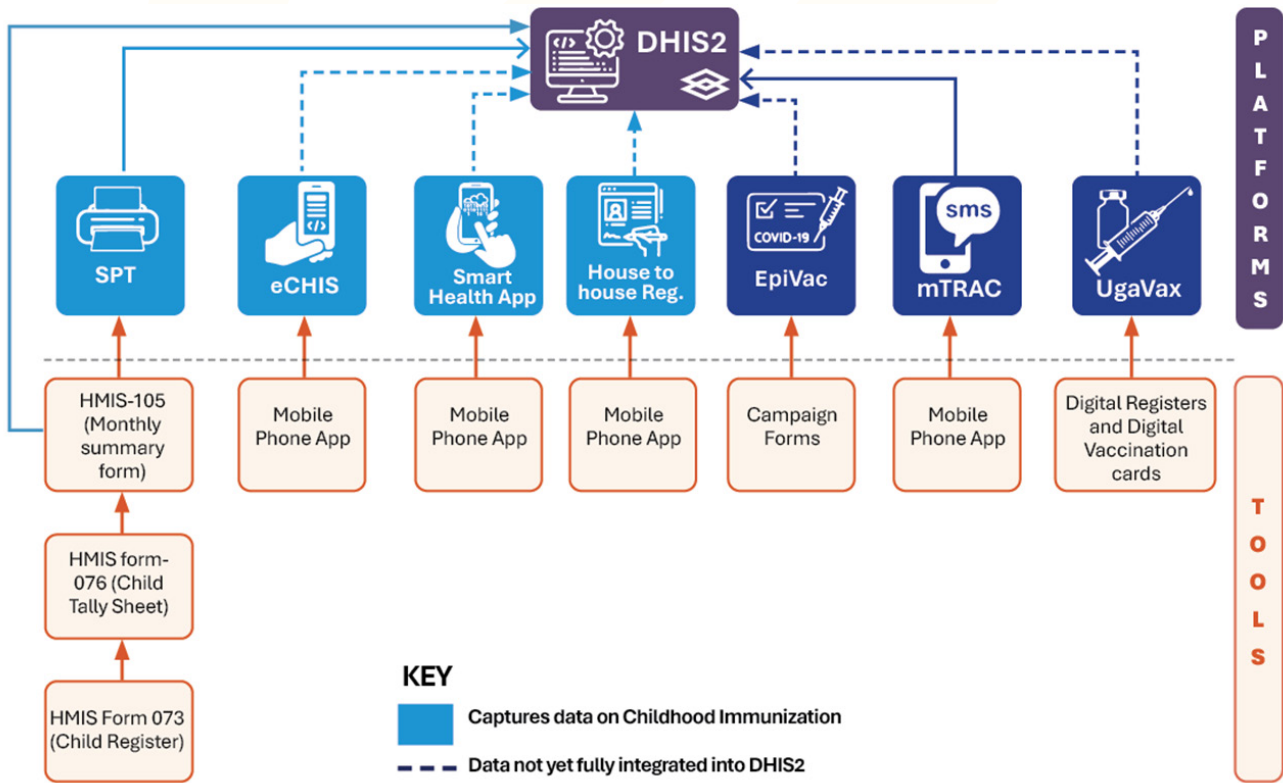 DHIS2
PLATFORMS
SPT
eCHIS
Smart
Health App
House to
house Reg.
COVID-19
EpiVac
sms
mTRAC
UgaVax
HMIS-105
(Monthly
summary
form)
Mobile
Phone App
Mobile
Phone App
Mobile
Phone App
Campaign
Forms
Mobile
Phone App
Digital Registers
and Digital
Vaccination
cards
TOOLS
HMIS form-
076 (Child
Tally Sheet)
HMIS Form 073
(Child Register)
KEY
Captures data on Childhood Immunization
Data not yet fully integrated into DHIS2